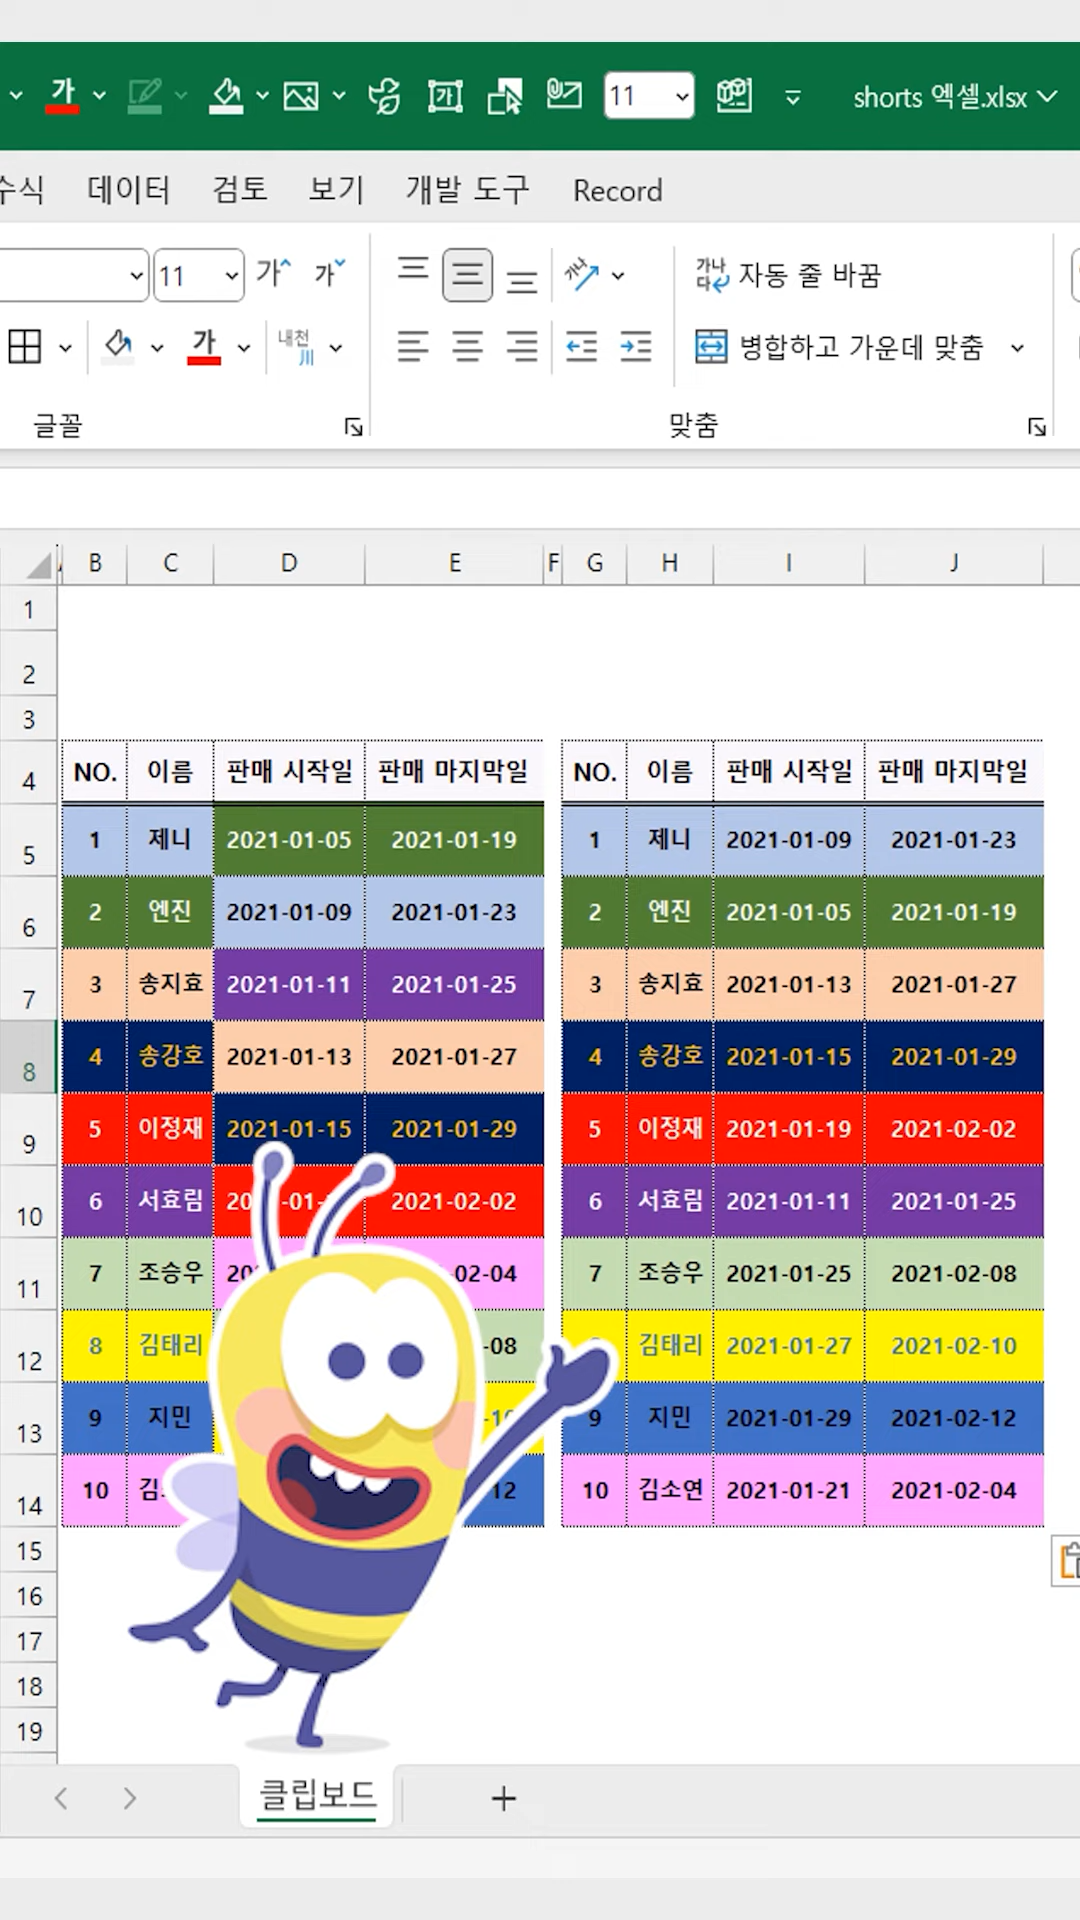 가 가 11 shorts 엑셀.xlsx
수식 데이터 검토 보기 개발 도구 Record
11 가 가 가나다 자동 줄 바꿈
가 내천 병합하고 가운데 맞춤
글꼴 맞춤
B C D E F G H I J
1
2
3
4 NO. 이름 판매 시작일 판매 마지막일 NO. 이름 판매 시작일 판매 마지막일
5 1 제니 2021-01-05 2021-01-19 1 제니 2021-01-09 2021-01-23
6 2 엔진 2021-01-09 2021-01-23 2 엔진 2021-01-05 2021-01-19
7 3 송지효 2021-01-11 2021-01-25 3 송지효 2021-01-13 2021-01-27
8 4 송강호 2021-01-13 2021-01-27 4 송강호 2021-01-15 2021-01-29
9 5 이정재 2021-01-15 2021-01-29 5 이정재 2021-01-19 2021-02-02
10 6 서효림 2021-02-02 6 서효림 2021-01-11 2021-01-25
11 7 조승우 02-04 7 조승우 2021-01-25 2021-02-08
12 8 김태리 -08 김태리 2021-01-27 2021-02-10
13 9 지민 9 지민 2021-01-29 2021-02-12
14 10 김 12 10 김소연 2021-01-21 2021-02-04
15
16
17
18
19
클립보드